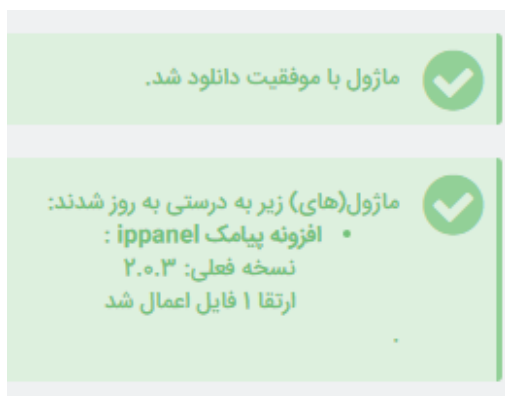 ماژول با موفقیت دانلود شد.
ماژول(های) زیر به درستی به روز شدند:
• افزونه پیامک ippanel :
نسخه فعلی: ۲.۰.۳
ارتقا ۱ فایل اعمال شد
.